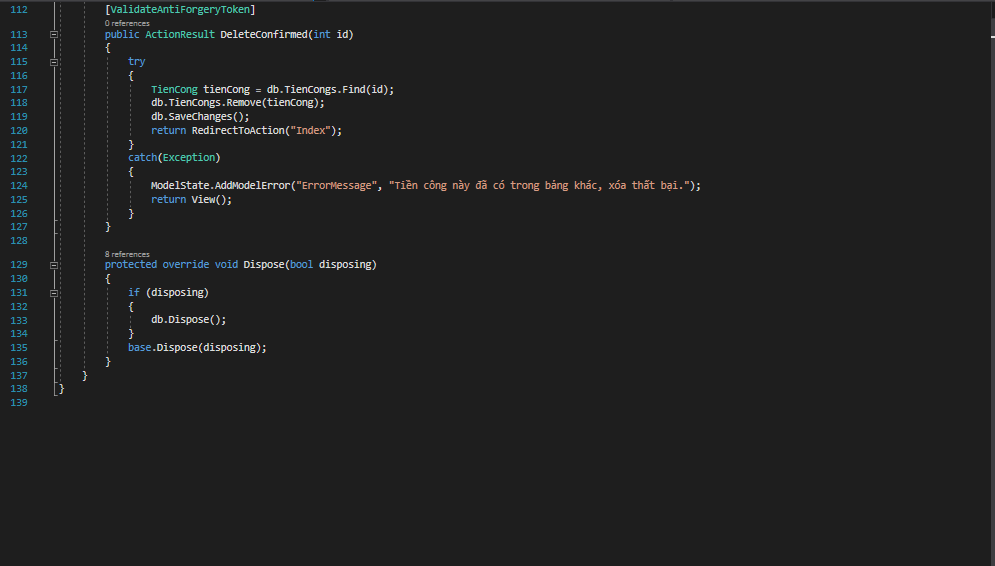 112 [ValidateAntiForgeryToken]
0 references
113 public ActionResult DeleteConfirmed(int id)
114 {
115 try
116 {
117 TienCong tienCong = db.TienCongs.Find(id);
118 db.TienCongs.Remove(tienCong);
119 db.SaveChanges();
120 return RedirectToAction("Index");
121 }
122 catch(Exception)
123 {
124 ModelState.AddModelError("ErrorMessage", "Tiền công này đã có trong bảng khác, xóa thất bại.");
125 return View();
126 }
127 }
128
8 references
129 protected override void Dispose(bool disposing)
130 {
131 if (disposing)
132 {
133 db.Dispose();
134 }
135 base.Dispose(disposing);
136 }
137 }
138 }
139